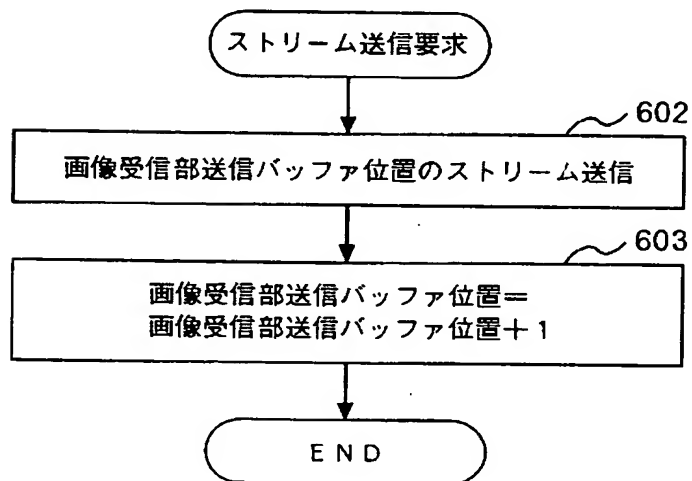 ストリーム送信要求
602
画像受信部送信バッファ位置のストリーム送信
603
画像受信部送信バッファ位置=
画像受信部送信バッファ位置+1
END